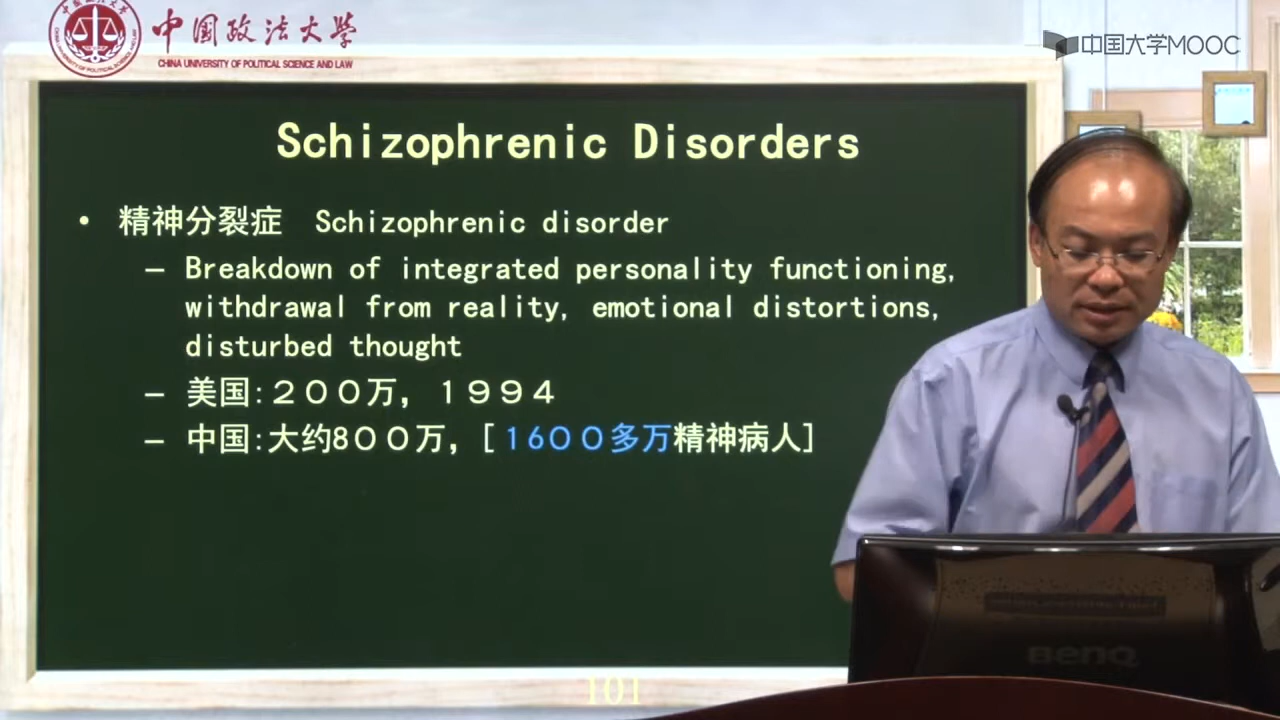 中国政法大学
CHINA UNIVERSITY OF POLITICAL SCIENCE AND LAW
中国大学MOOC
Schizophrenic Disorders
• 精神分裂症 Schizophrenic disorder
– Breakdown of integrated personality functioning,
withdrawal from reality, emotional distortions,
disturbed thought
– 美国:２００万，１９９４
– 中国:大约8００万，[１6００多万精神病人]
BenQ
101